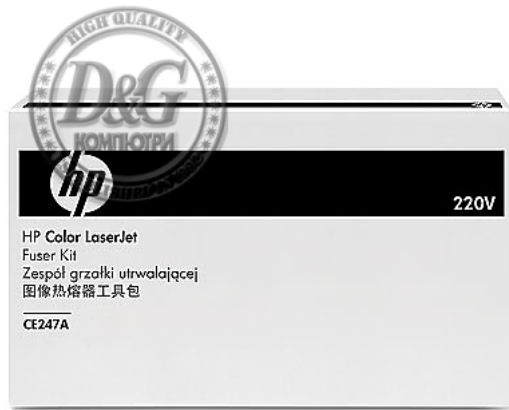 HIGH QUALITY
D&G
КОМПЮТРИ
hp
220V
HP Color LaserJet
Fuser Kit
Zespół grzałki utrwalającej
图像热熔器工具包
CE247A